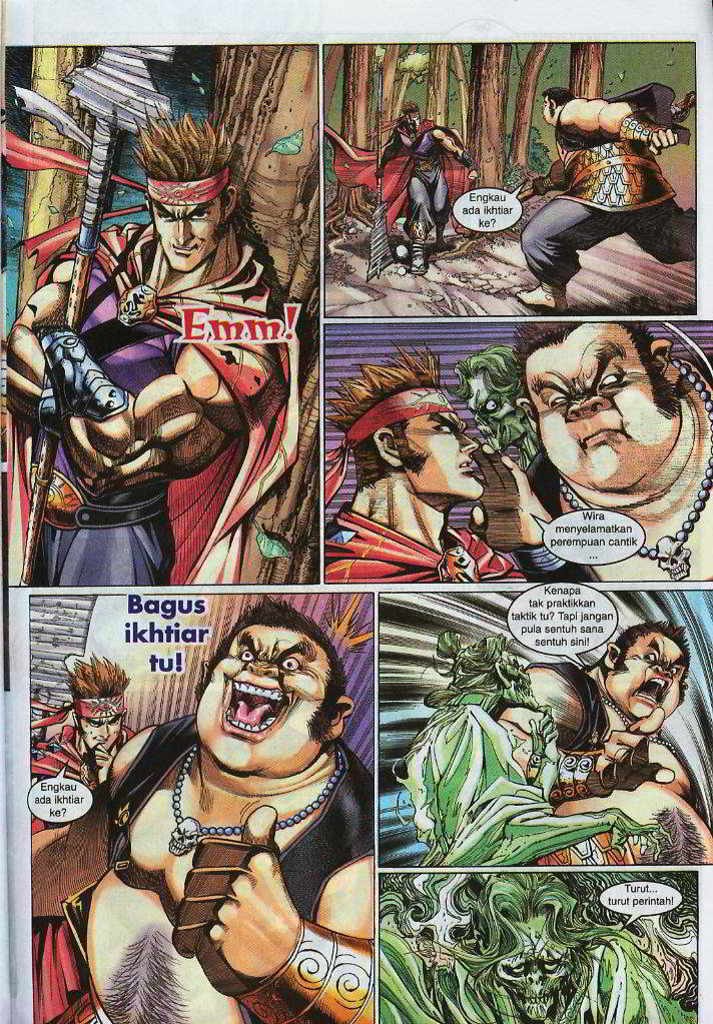 Emm!
Engkau
ada ikhtiar
ke?
Wira
menyelamatkan
perempuan cantik
...
Bagus
ikhtiar
tu!
Engkau
ada ikhtiar
ke?
Kenapa
tak praktikkan
taktik tu? Tapi jangan
pula sentuh sana
sentuh sini!
Turut...
turut perintah!